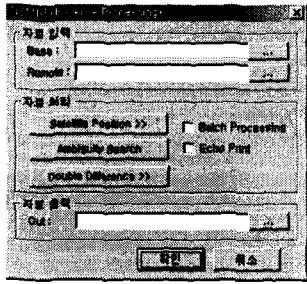 자료 입력
Base :
...
Remote :
...
자료 처리
Satellite Position >>
Batch Processing
Ambiguity Search
Echo Print
Double Difference >>
자료 출력
Out :
...
확인
취소